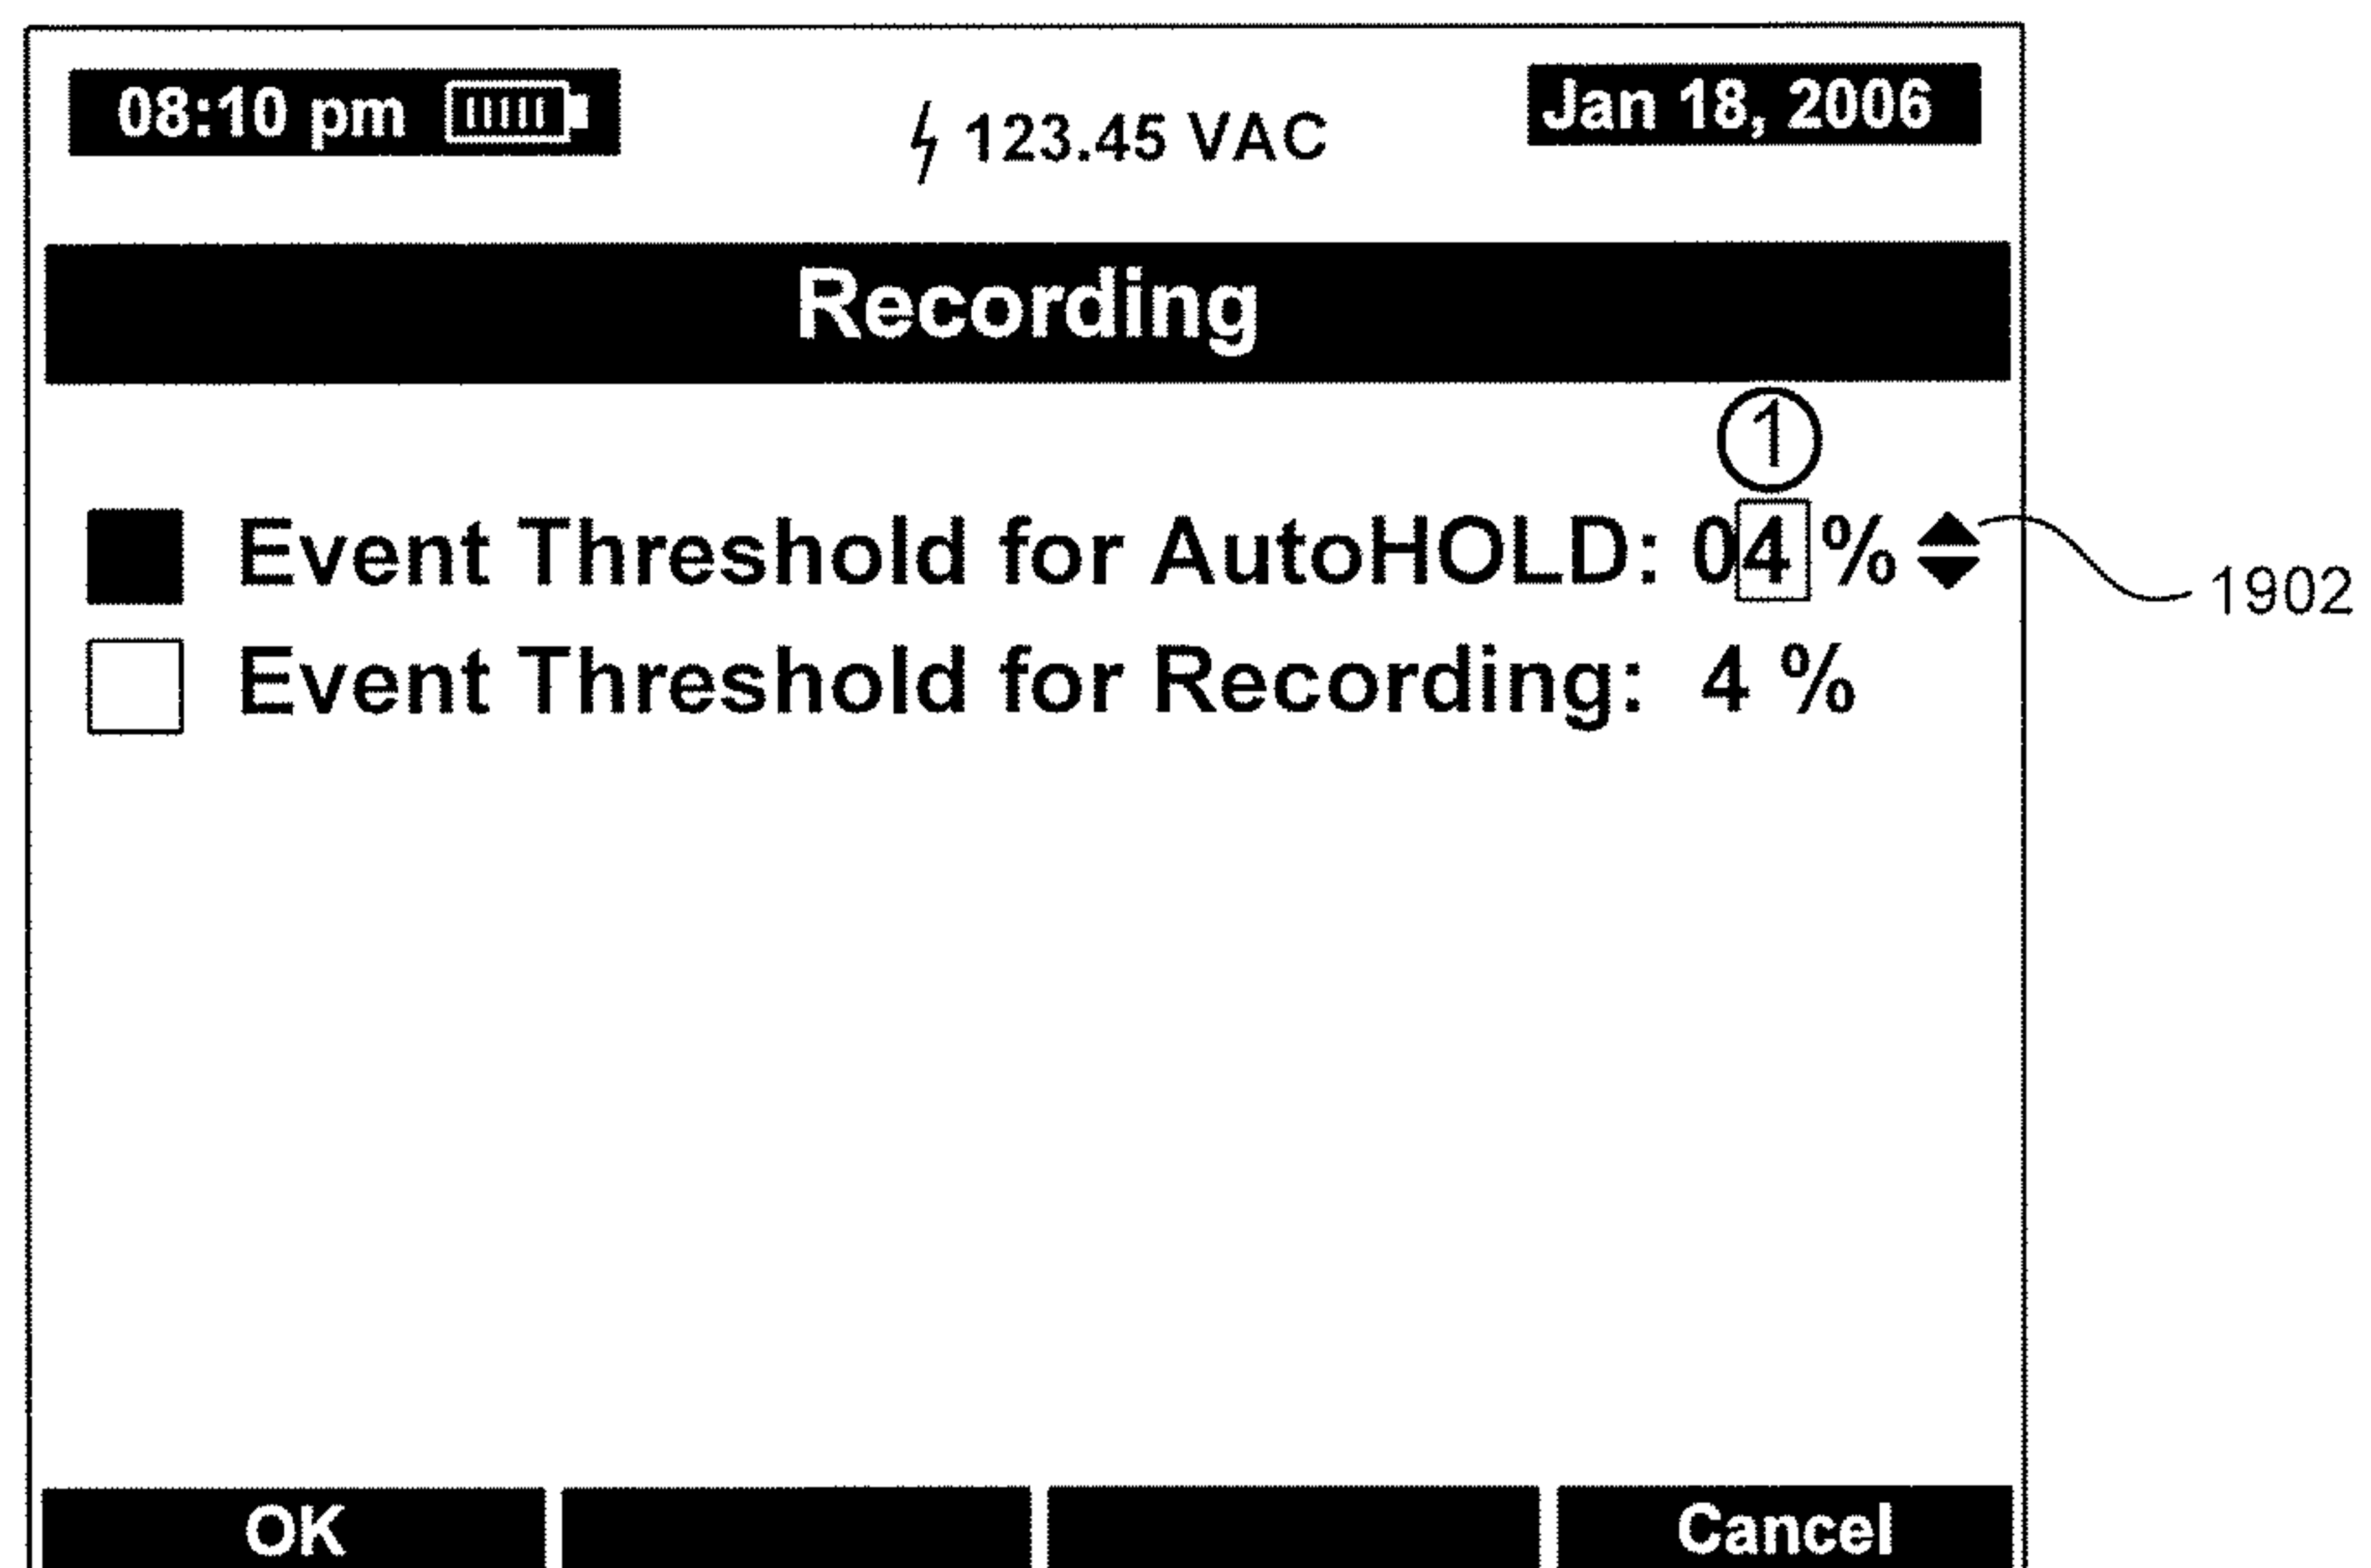 08:10 pm 123.45 VAC Jan 18, 2006
Recording
1
Event Threshold for AutoHOLD: 04 %
1902
Event Threshold for Recording: 4 %
OK Cancel